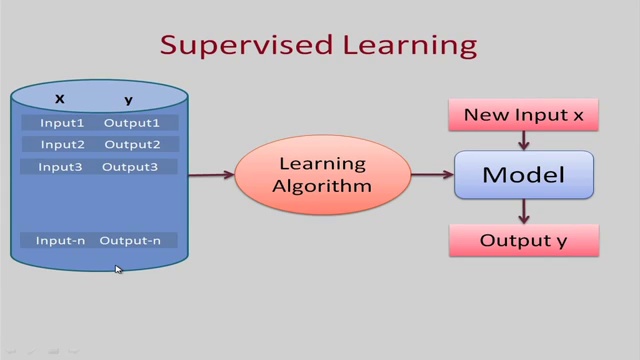 Supervised Learning
x y
Input1 Output1
Input2 Output2
Input3 Output3
Input-n Output-n
Learning
Algorithm
New Input x
Model
Output y